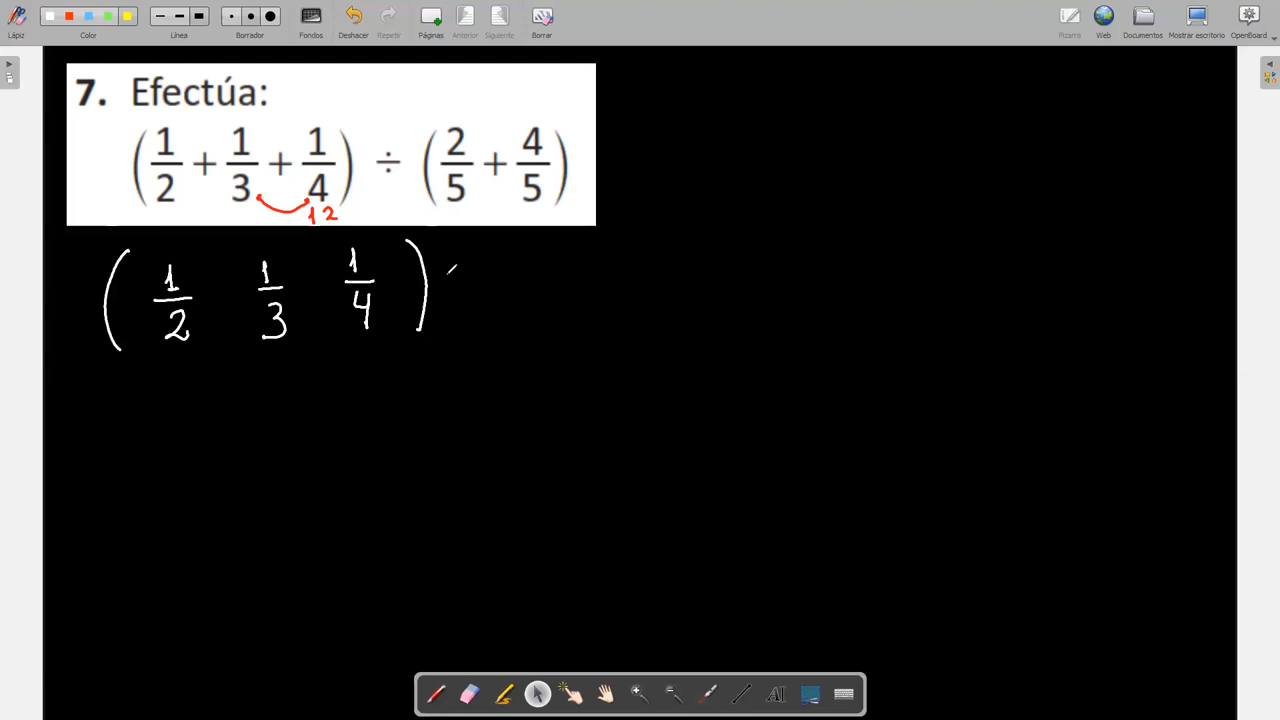 Lápiz Color Línea Borrador Fondos Deshacer Repetir Páginas Anterior Siguiente Borrar Pizarra Web Documentos Mostrar escritorio OpenBoard
7. Efectúa:
(1/2 + 1/3 + 1/4) ÷ (2/5 + 4/5)
12
(1/2 1/3 1/4)
AI